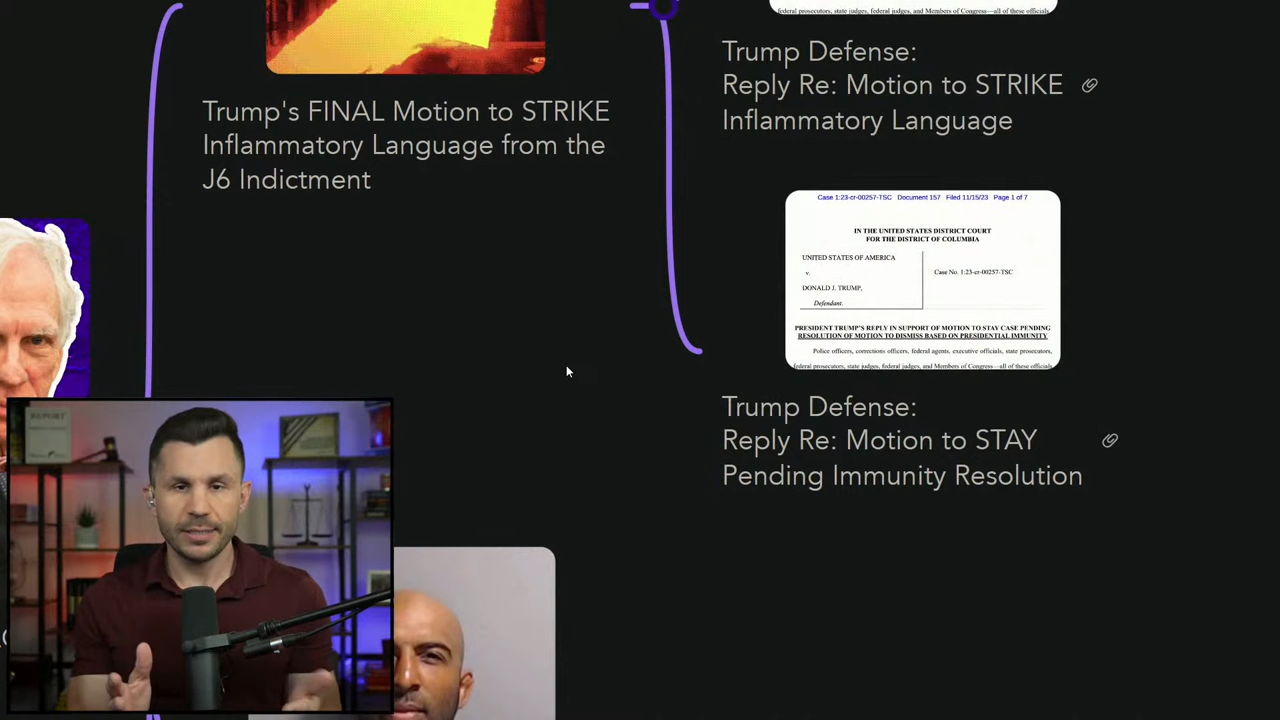 federal prosecutors, state judges, federal judges, and Members of Congress—all of these officials
Trump Defense:
Reply Re: Motion to STRIKE
Inflammatory Language
Trump's FINAL Motion to STRIKE
Inflammatory Language from the
J6 Indictment
Case 1:23-cr-00257-TSC Document 157 Filed 11/15/23 Page 1 of 7
IN THE UNITED STATES DISTRICT COURT
FOR THE DISTRICT OF COLUMBIA
UNITED STATES OF AMERICA
v.
DONALD J. TRUMP,
Defendant.
Case No. 1:23-cr-00257-TSC
PRESIDENT TRUMP'S REPLY IN SUPPORT OF MOTION TO STAY CASE PENDING
RESOLUTION OF MOTION TO DISMISS BASED ON PRESIDENTIAL IMMUNITY
Police officers, corrections officers, federal agents, executive officials, state prosecutors,
federal prosecutors, state judges, federal judges, and Members of Congress—all of these officials
Trump Defense:
Reply Re: Motion to STAY
Pending Immunity Resolution
REPORT